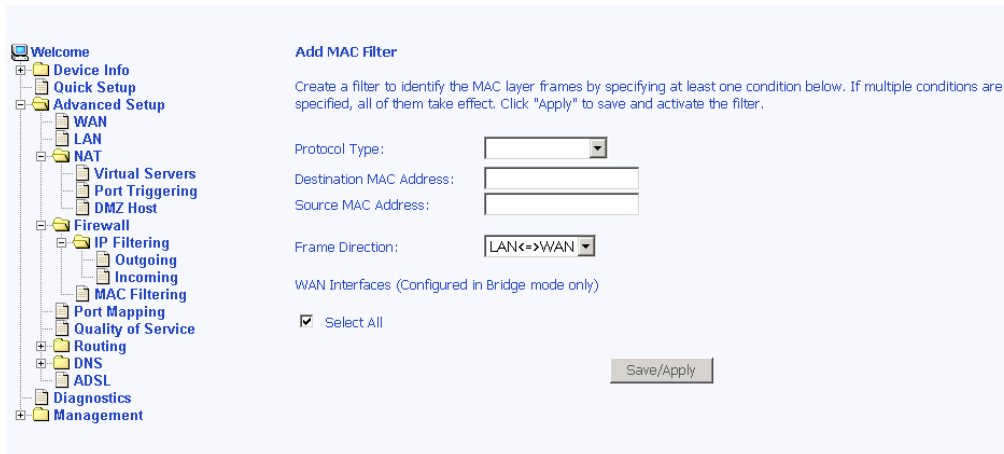 Welcome
Device Info
Quick Setup
Advanced Setup
WAN
LAN
NAT
Virtual Servers
Port Triggering
DMZ Host
Firewall
IP Filtering
Outgoing
Incoming
MAC Filtering
Port Mapping
Quality of Service
Routing
DNS
ADSL
Diagnostics
Management
Add MAC Filter
Create a filter to identify the MAC layer frames by specifying at least one condition below. If multiple conditions are
specified, all of them take effect. Click "Apply" to save and activate the filter.
Protocol Type:
Destination MAC Address:
Source MAC Address:
Frame Direction: LAN<=>WAN
WAN Interfaces (Configured in Bridge mode only)
Select All
Save/Apply